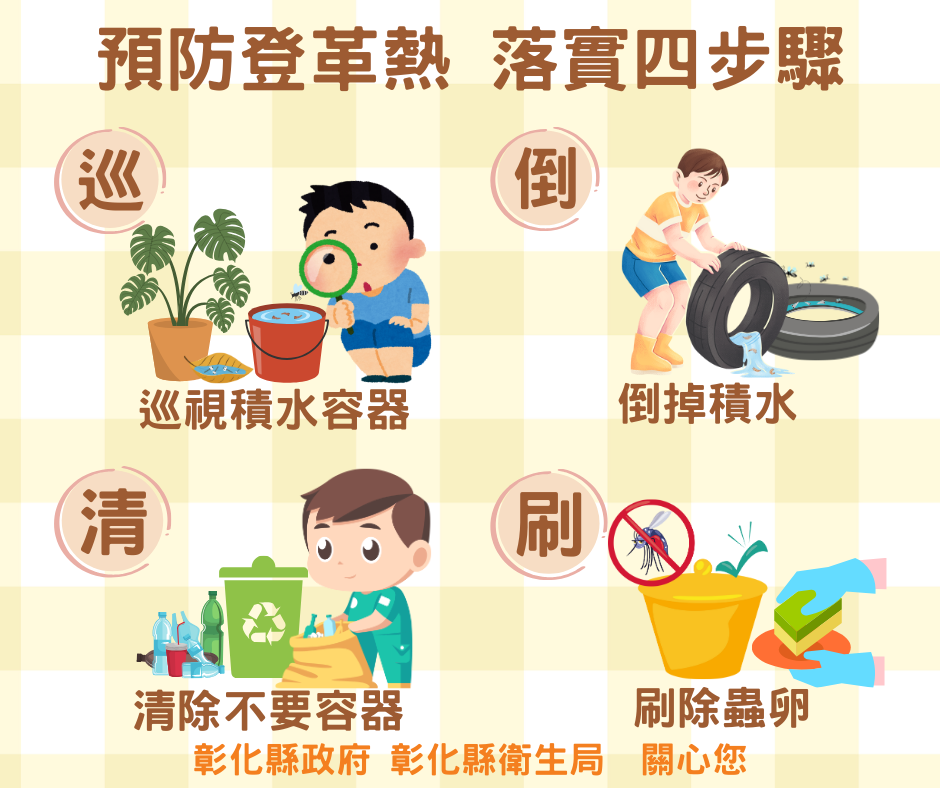 預防登革熱 落實四步驟
巡
倒
巡視積水容器
倒掉積水
清
刷
清除不要容器
刷除蟲卵
彰化縣政府 彰化縣衛生局 關心您